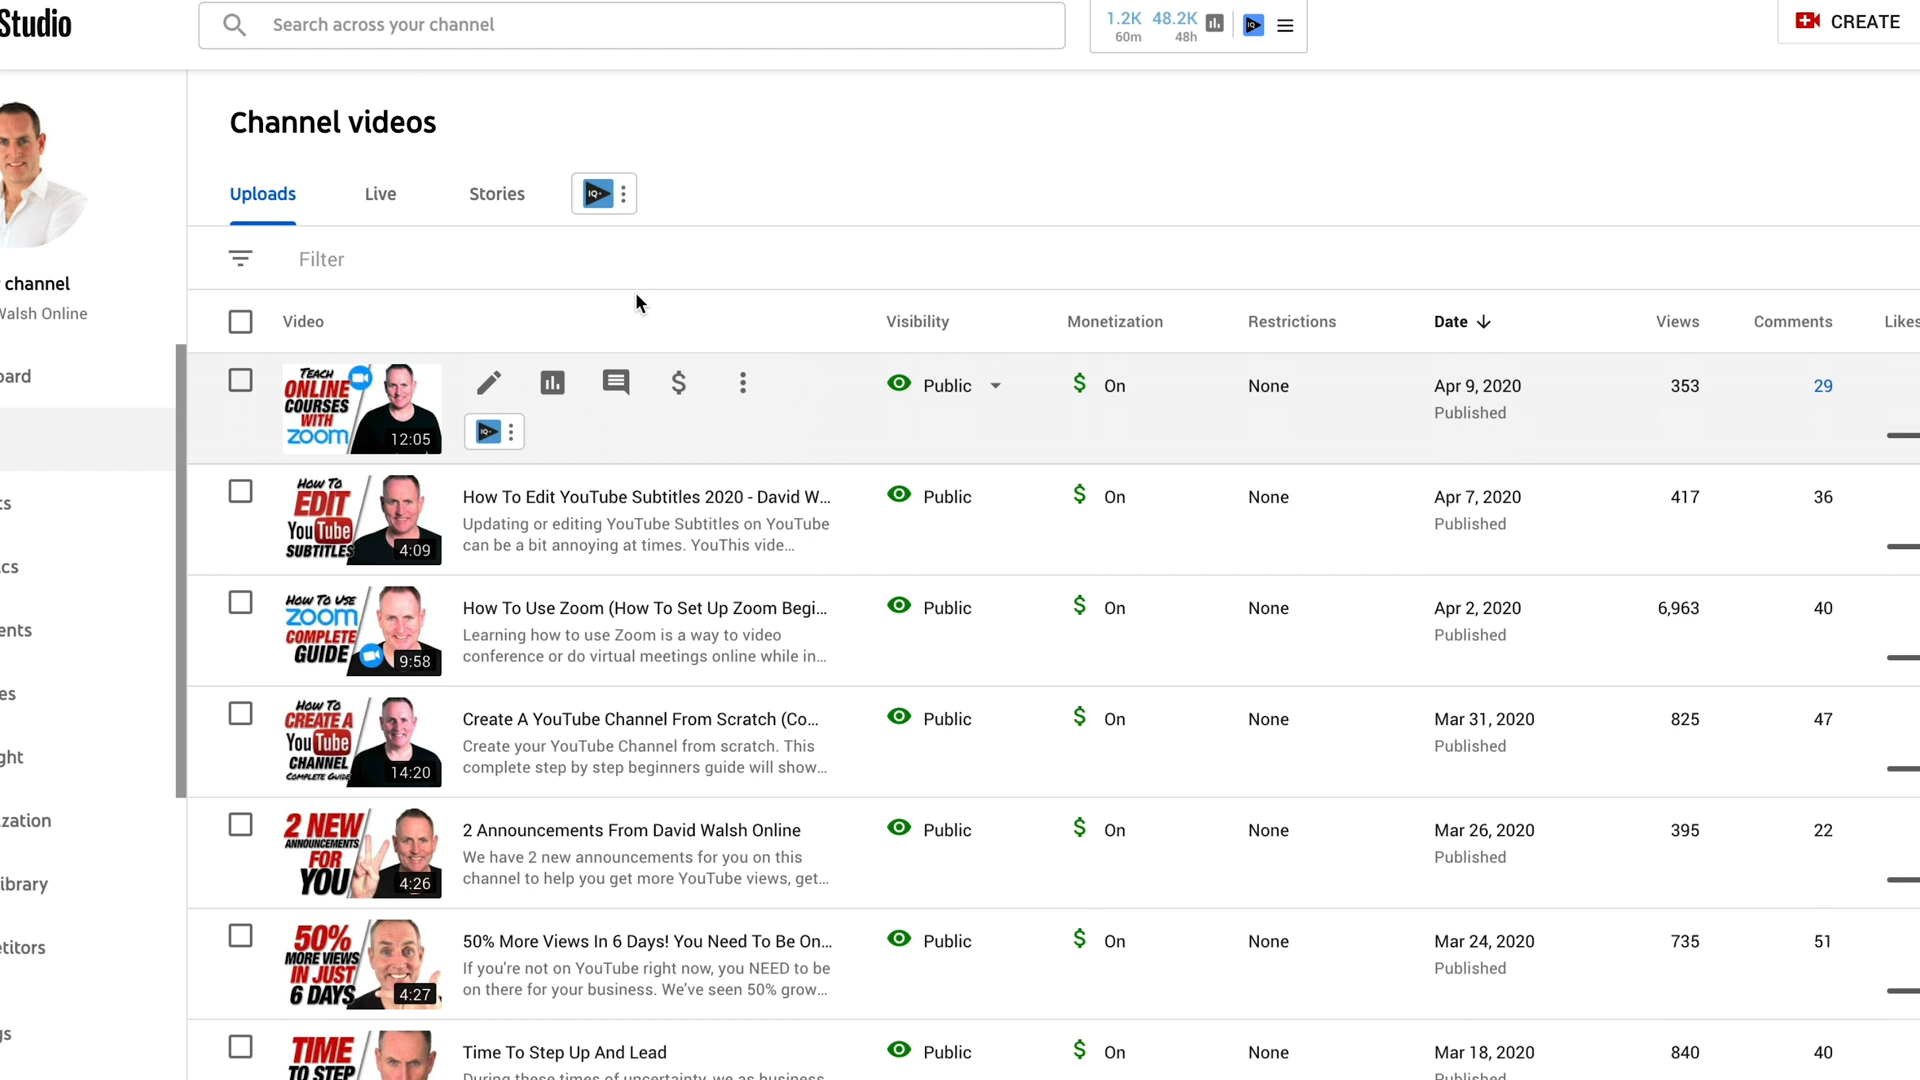 Studio
Search across your channel
1.2K 48.2K
60m 48h
CREATE
Channel videos
channel
Walsh Online
Uploads
Live
Stories
IQ
Filter
Video
Visibility
Monetization
Restrictions
Date
Views
Comments
Likes
TEACH
ONLINE
COURSES
WITH
ZOOM
12:05
IQ
Public
On
None
Apr 9, 2020
Published
353
29
HOW TO
EDIT
YouTube
SUBTITLES
4:09
How To Edit YouTube Subtitles 2020 - David W...
Updating or editing YouTube Subtitles on YouTube
can be a bit annoying at times. YouThis vide...
Public
On
None
Apr 7, 2020
Published
417
36
HOW TO USE
ZOOM
COMPLETE
GUIDE
9:58
How To Use Zoom (How To Set Up Zoom Begi...
Learning how to use Zoom is a way to video
conference or do virtual meetings online while in...
Public
On
None
Apr 2, 2020
Published
6,963
40
HOW TO
CREATE A
YouTube
CHANNEL
COMPLETE GUIDE
14:20
Create A YouTube Channel From Scratch (Co...
Create your YouTube Channel from scratch. This
complete step by step beginners guide will show...
Public
On
None
Mar 31, 2020
Published
825
47
2 NEW
ANNOUNCEMENTS
FOR
YOU
4:26
2 Announcements From David Walsh Online
We have 2 new announcements for you on this
channel to help you get more YouTube views, get...
Public
On
None
Mar 26, 2020
Published
395
22
50%
MORE VIEWS
IN JUST
6 DAYS
4:27
50% More Views In 6 Days! You Need To Be On...
If you're not on YouTube right now, you NEED to be
on there for your business. We've seen 50% grow...
Public
On
None
Mar 24, 2020
Published
735
51
TIME
TO STEP
Time To Step Up And Lead
During these times of uncertainty, we as business
Public
On
None
Mar 18, 2020
Published
840
40